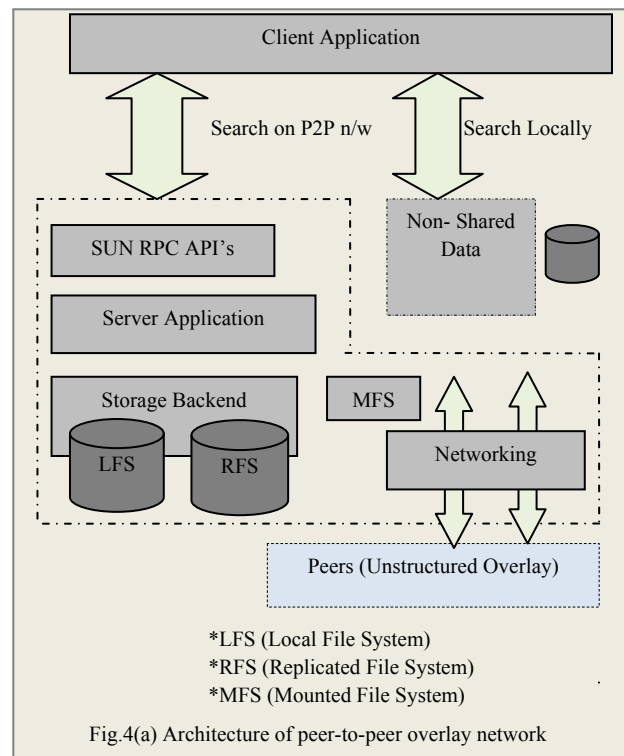 Client Application
Search on P2P n/w
Search Locally
SUN RPC API's
Non- Shared
Data
Server Application
Storage Backend
MFS
LFS
RFS
Networking
Peers (Unstructured Overlay)
*LFS (Local File System)
*RFS (Replicated File System)
*MFS (Mounted File System)
Fig.4(a) Architecture of peer-to-peer overlay network